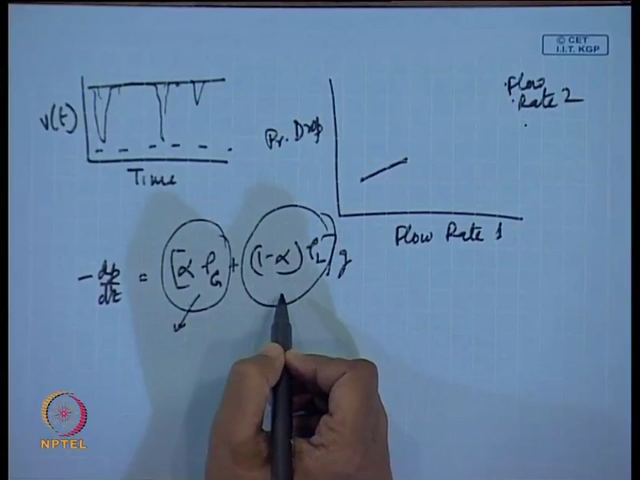 © CET
I.I.T. KGP
v(t)
Time
Pr. Drop
Flow Rate 1
Flow
Rate 2
- dp/dz = [α ρG + (1-α) ρL] g
NPTEL